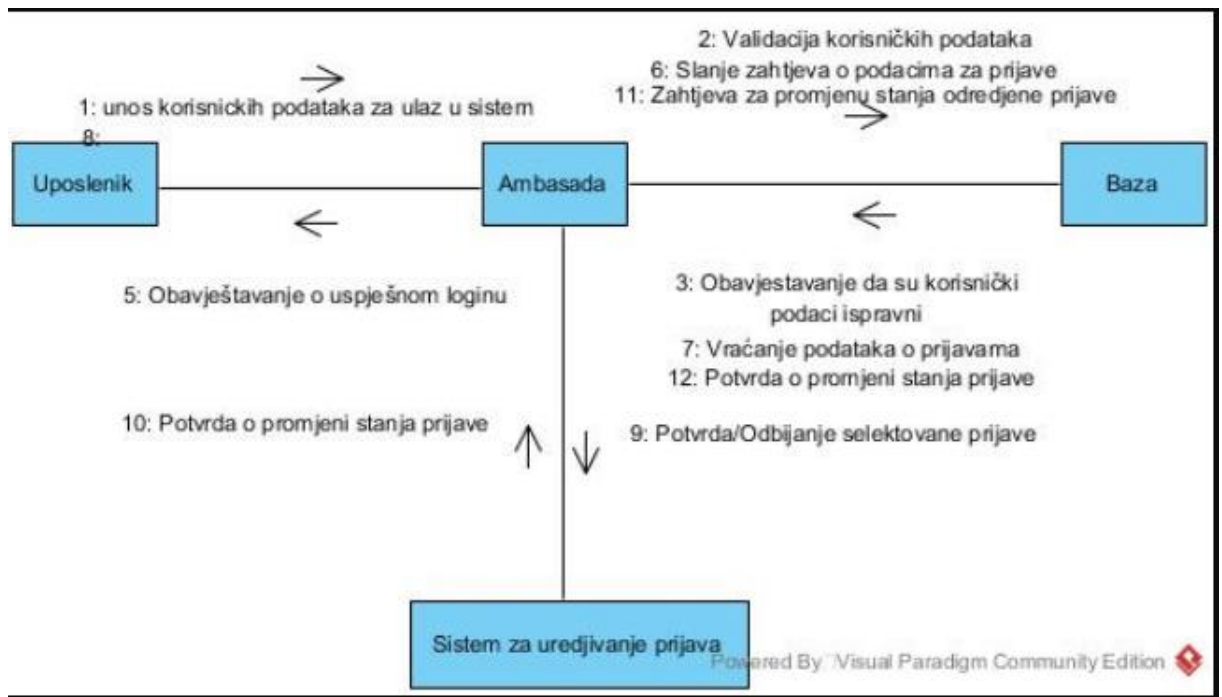 2: Validacija korisničkih podataka
6: Slanje zahtjeva o podacima za prijave
11: Zahtjeva za promjenu stanja odredjene prijave
1: unos korisnickih podataka za ulaz u sistem
8:
Uposlenik
Ambasada
Baza
5: Obavještavanje o uspješnom loginu
3: Obavjestavanje da su korisnički
podaci ispravni
7: Vraćanje podataka o prijavama
12: Potvrda o promjeni stanja prijave
10: Potvrda o promjeni stanja prijave
9: Potvrda/Odbijanje selektovane prijave
Sistem za uredjivanje prijava
Powered By Visual Paradigm Community Edition